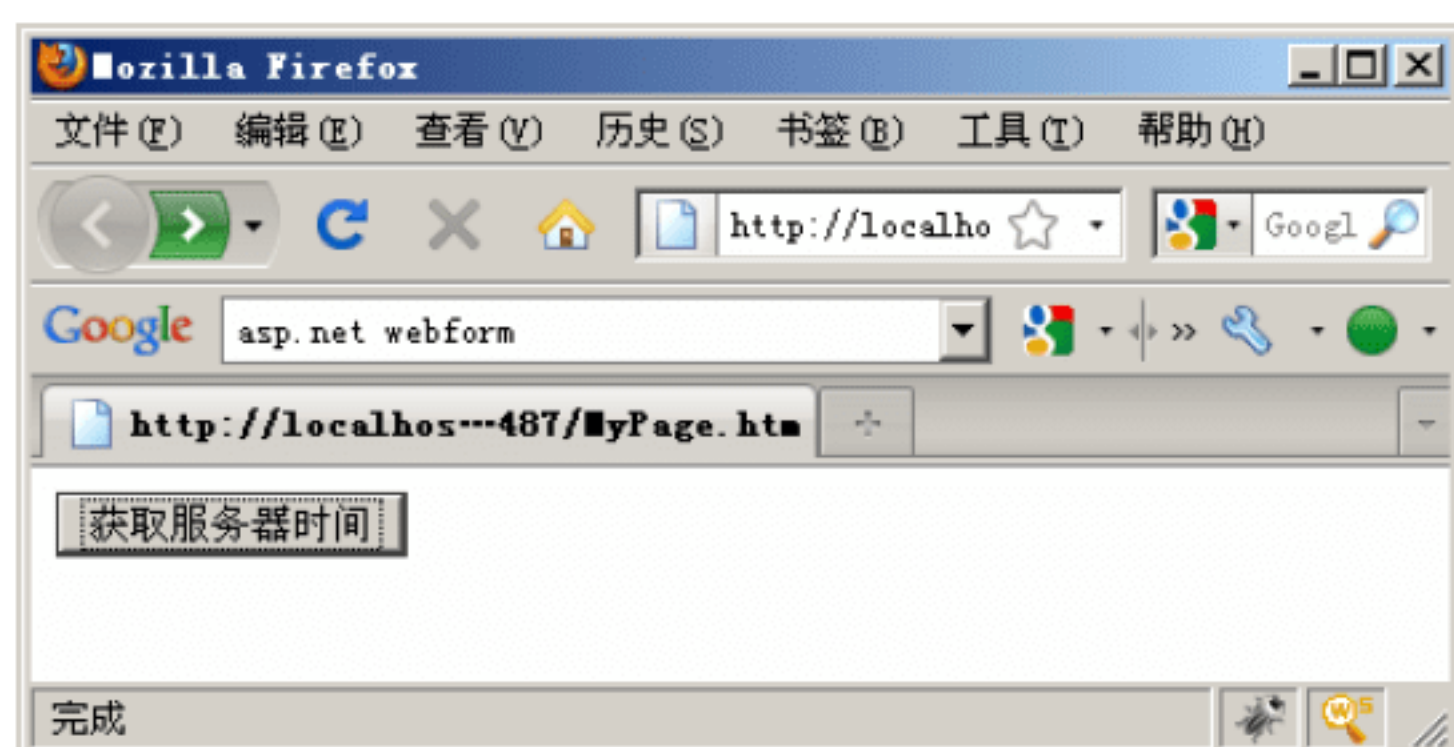 Mozilla Firefox
文件(F) 编辑(E) 查看(V) 历史(S) 书签(B) 工具(T) 帮助(H)
http://localho Googl
Google asp.net webform
http://localhos···487/MyPage.htm
获取服务器时间
完成
W5